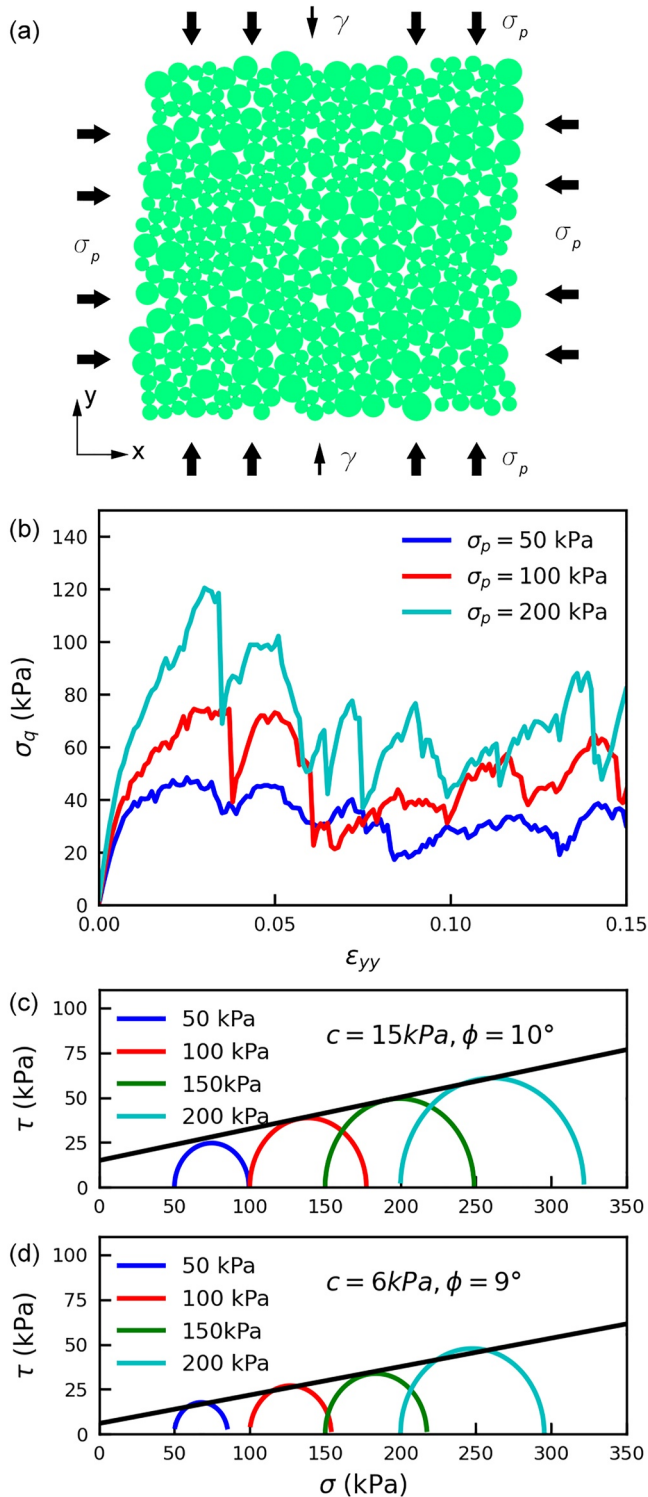 (a)
γ
σp
σp
σp
y
x
γ
σp
(b)
140
120
100
80
60
40
20
0
σq (kPa)
σp = 50 kPa
σp = 100 kPa
σp = 200 kPa
0.00 0.05 0.10 0.15
εyy
(c)
100
75
50
25
0
τ (kPa)
50 kPa
100 kPa
150kPa
200 kPa
c = 15kPa, ϕ = 10°
0 50 100 150 200 250 300 350
(d)
100
75
50
25
0
τ (kPa)
50 kPa
100 kPa
150kPa
200 kPa
c = 6kPa, ϕ = 9°
0 50 100 150 200 250 300 350
σ (kPa)